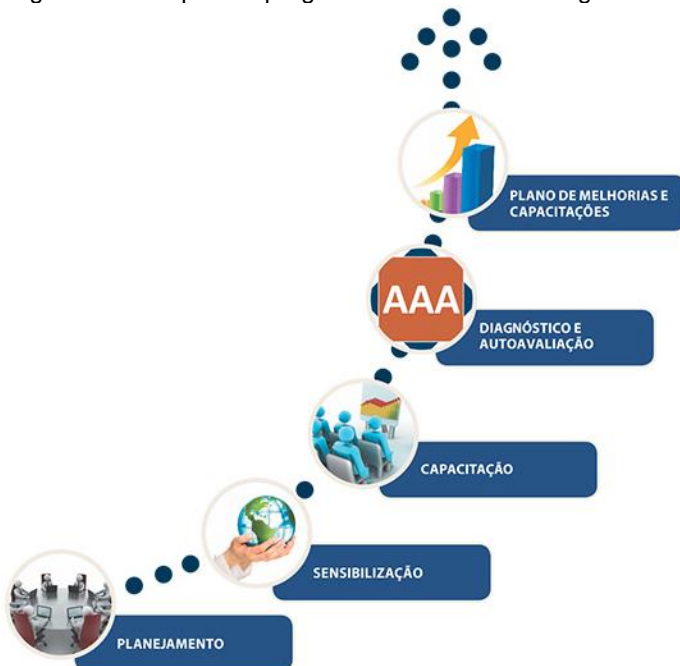 PLANO DE MELHORIAS E
CAPACITAÇÕES
AAA
DIAGNÓSTICO E
AUTOAVALIAÇÃO
CAPACITAÇÃO
SENSIBILIZAÇÃO
PLANEJAMENTO